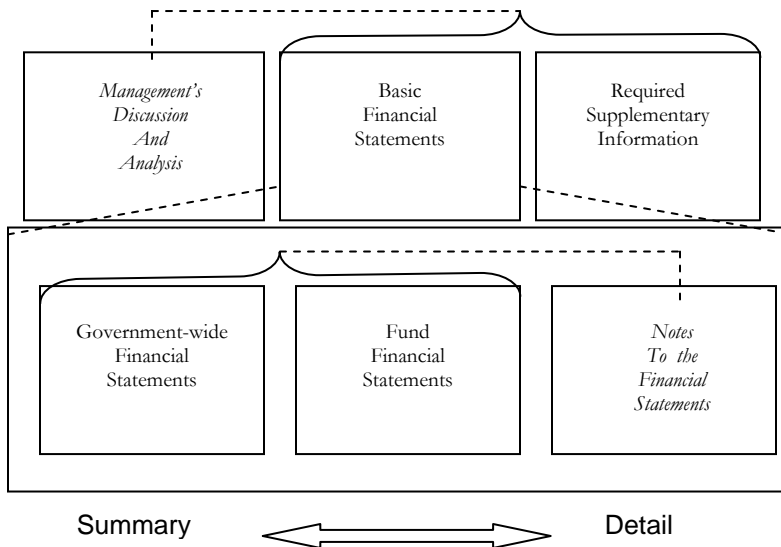 Management's
Discussion
And
Analysis
Basic
Financial
Statements
Required
Supplementary
Information
Government-wide
Financial
Statements
Fund
Financial
Statements
Notes
To the
Financial
Statements
Summary
Detail